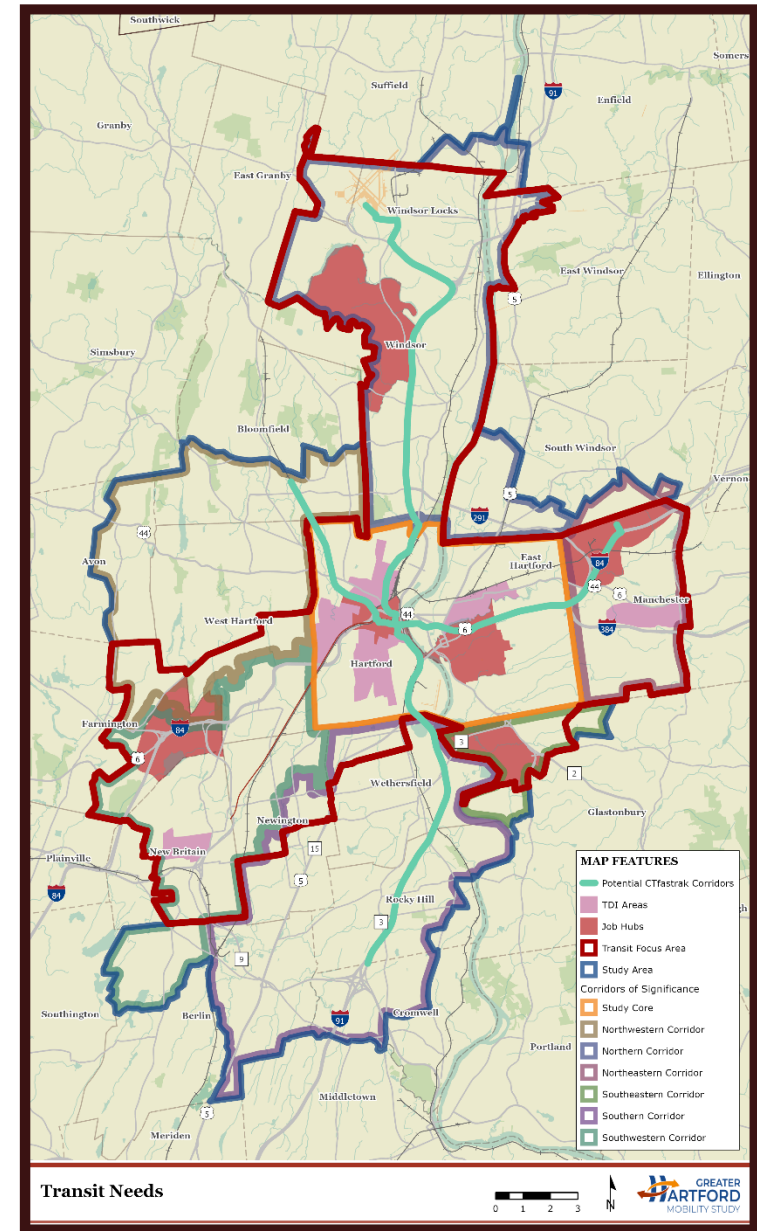 Southwick
Somers
Suffield
91
Enfield
Granby
East Granby
Windsor Locks
East Windsor
Ellington
5
Simsbury
Windsor
Bloomfield
South Windsor
5
Vernon
291
44
East
Hartford
84
Avon
44
6
Manchester
West Hartford
44
6
384
Hartford
Farmington
84
3
6
2
Wethersfield
Glastonbury
Newington
15
New Britain
Plainville
5
84
Rocky Hill
3
9
Southington
Berlin
91
Cromwell
Portland
Middletown
5
Meriden
MAP FEATURES
Potential CTfastrak Corridors
TDI Areas
Job Hubs
Transit Focus Area
Study Area
Corridors of Significance
Study Core
Northwestern Corridor
Northern Corridor
Northeastern Corridor
Southeastern Corridor
Southern Corridor
Southwestern Corridor
Transit Needs
0 1 2 3
N
GREATER
HARTFORD
MOBILITY STUDY